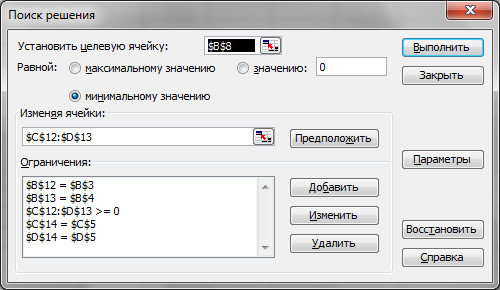 Поиск решения
Установить целевую ячейку: $B$8 Выполнить
Равной: максимальному значению значению: 0 Закрыть
минимальному значению
Изменяя ячейки:
$C$12:$D$13 Предположить
Ограничения: Параметры
$B$12 = $B$3 Добавить
$B$13 = $B$4
$C$12:$D$13 >= 0 Изменить
$C$14 = $C$5 Восстановить
$D$14 = $D$5 Удалить
Справка